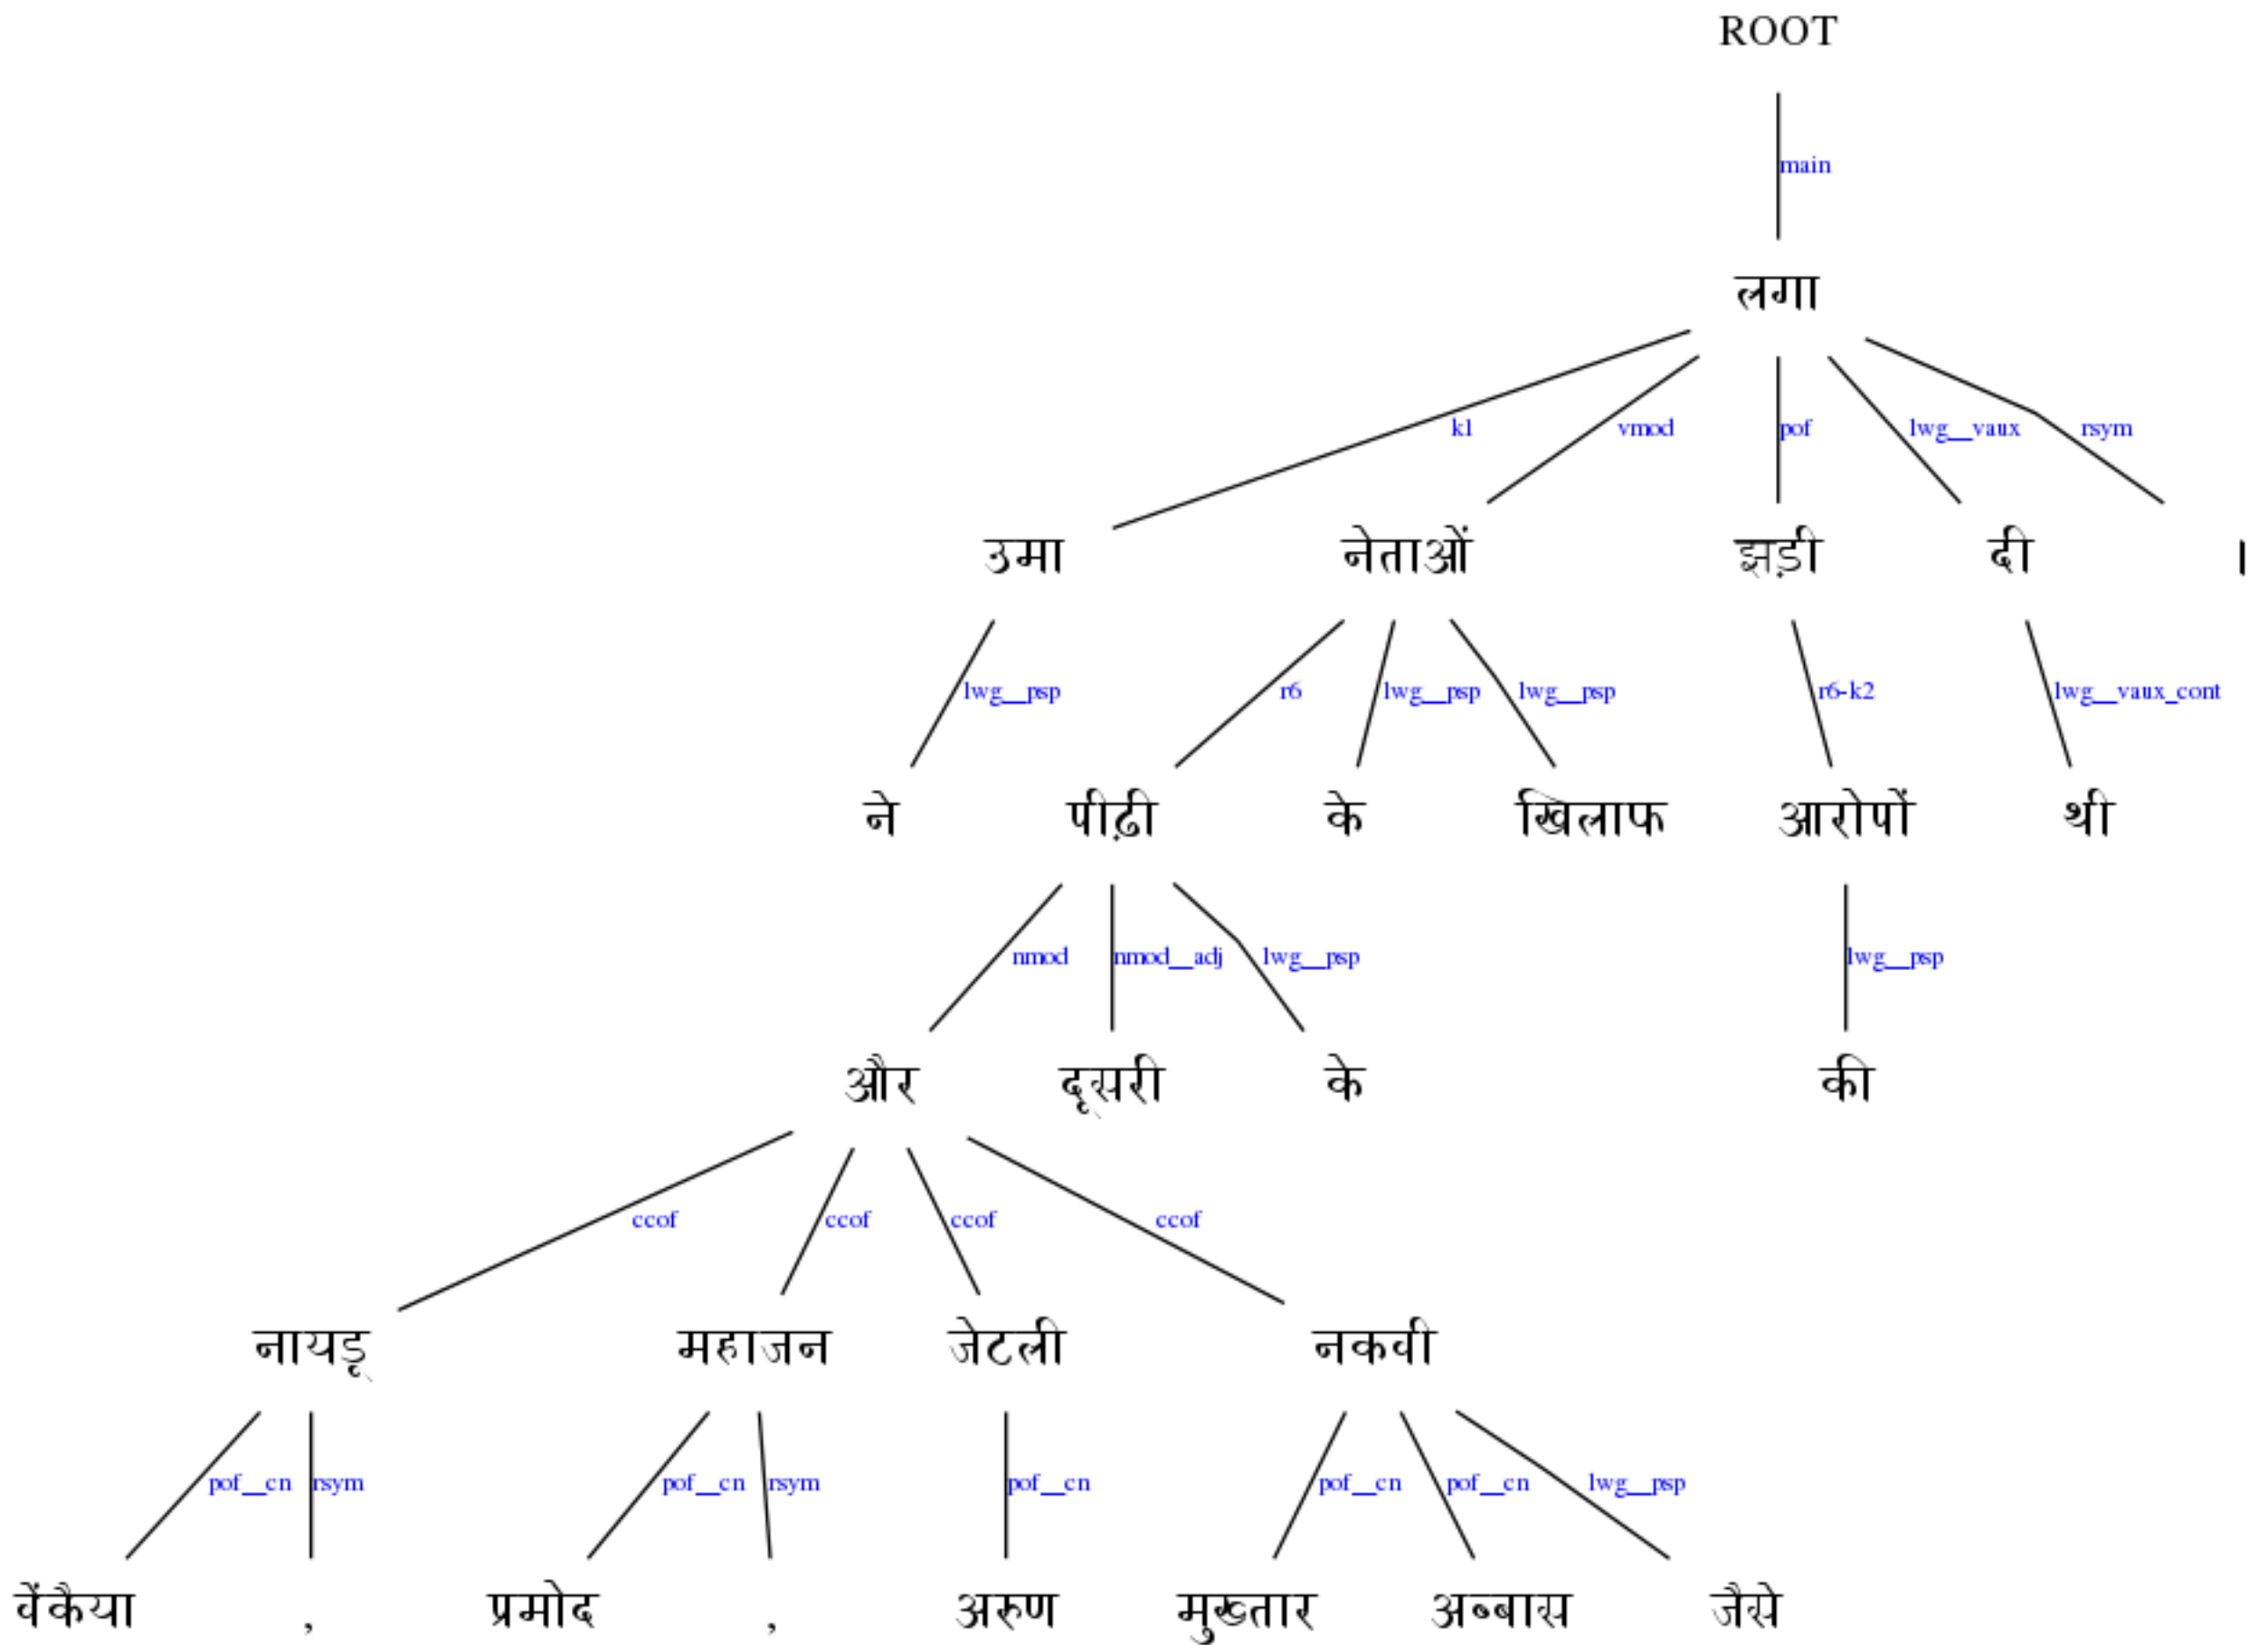 ROOT
main
लगा
k1 vmod pof lwg__vaux rsym
उमा नेताओं झड़ी दी ।
lwg__psp r6 lwg__psp lwg__psp r6-k2 lwg__vaux_cont
ने पीढ़ी के खिलाफ आरोपों थी
nmod nmod__adj lwg__psp lwg__psp
और दूसरी के की
ccof ccof ccof ccof
नायडू महाजन जेटली नकवी
pof__cn rsym pof__cn rsym pof__cn pof__cn pof__cn lwg__psp
वेंकैया , प्रमोद , अरुण मुख्तार अब्बास जैसे